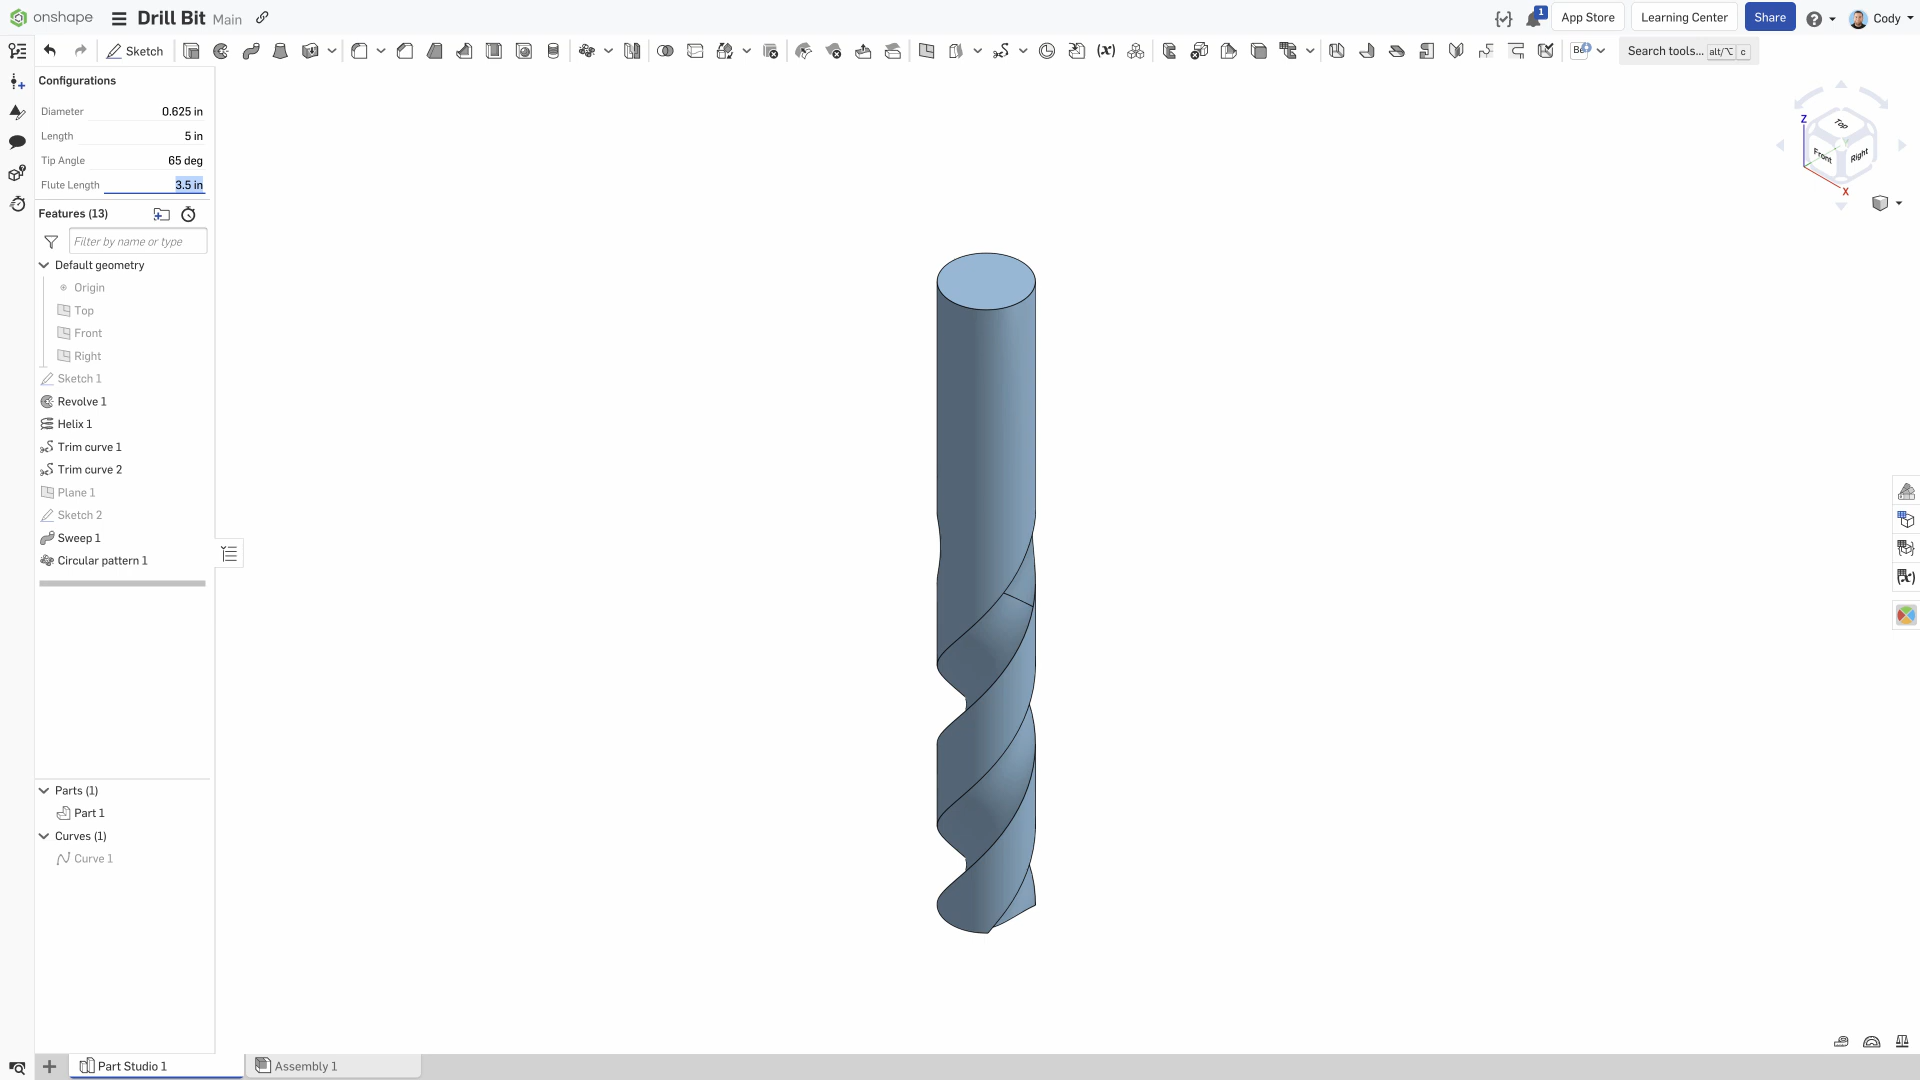 onshape
Drill Bit Main
1
App Store
Learning Center
Share
Cody
Sketch
Search tools... alt/⌥ c
Configurations
Diameter 0.625 in
Length 5 in
Tip Angle 65 deg
Flute Length 3.5 in
Features (13)
Filter by name or type
Default geometry
Origin
Top
Front
Right
Sketch 1
Revolve 1
Helix 1
Trim curve 1
Trim curve 2
Plane 1
Sketch 2
Sweep 1
Circular pattern 1
Parts (1)
Part 1
Curves (1)
Curve 1
Z
Top
Front
Right
X
Part Studio 1
Assembly 1